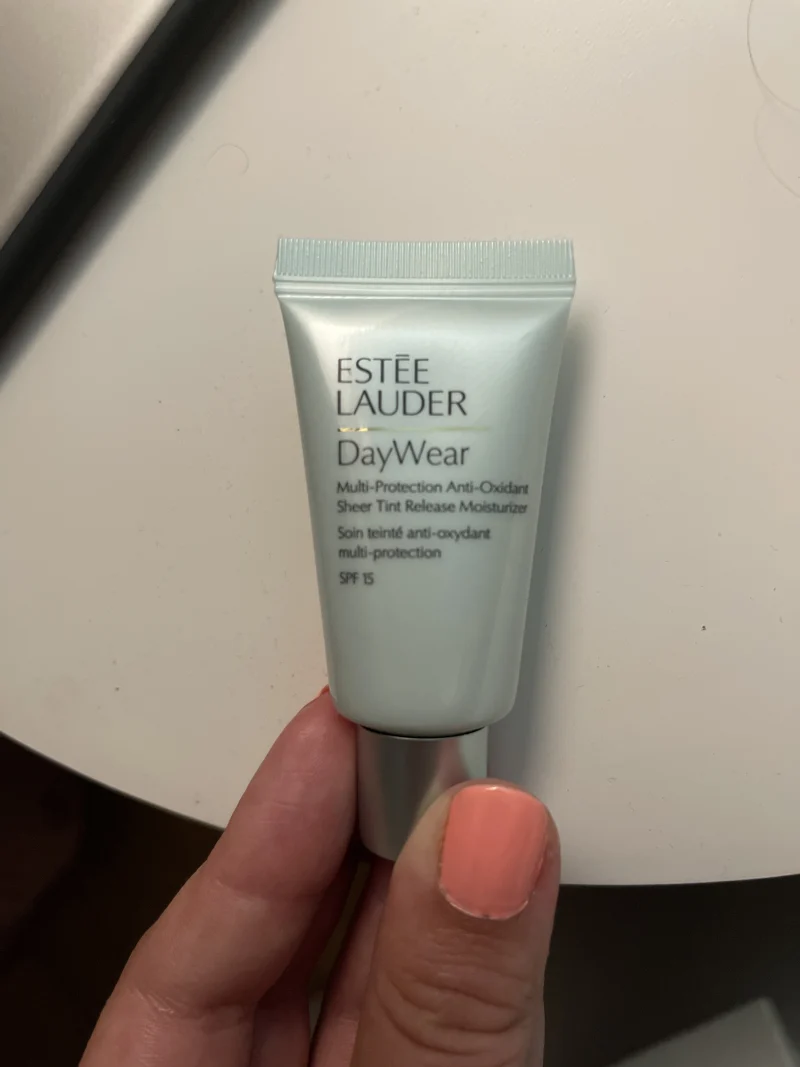 ESTĒE
LAUDER
DayWear
Multi-Protection Anti-Oxidant
Sheer Tint Release Moisturizer
Soin teinté anti-oxydant
multi-protection
SPF 15